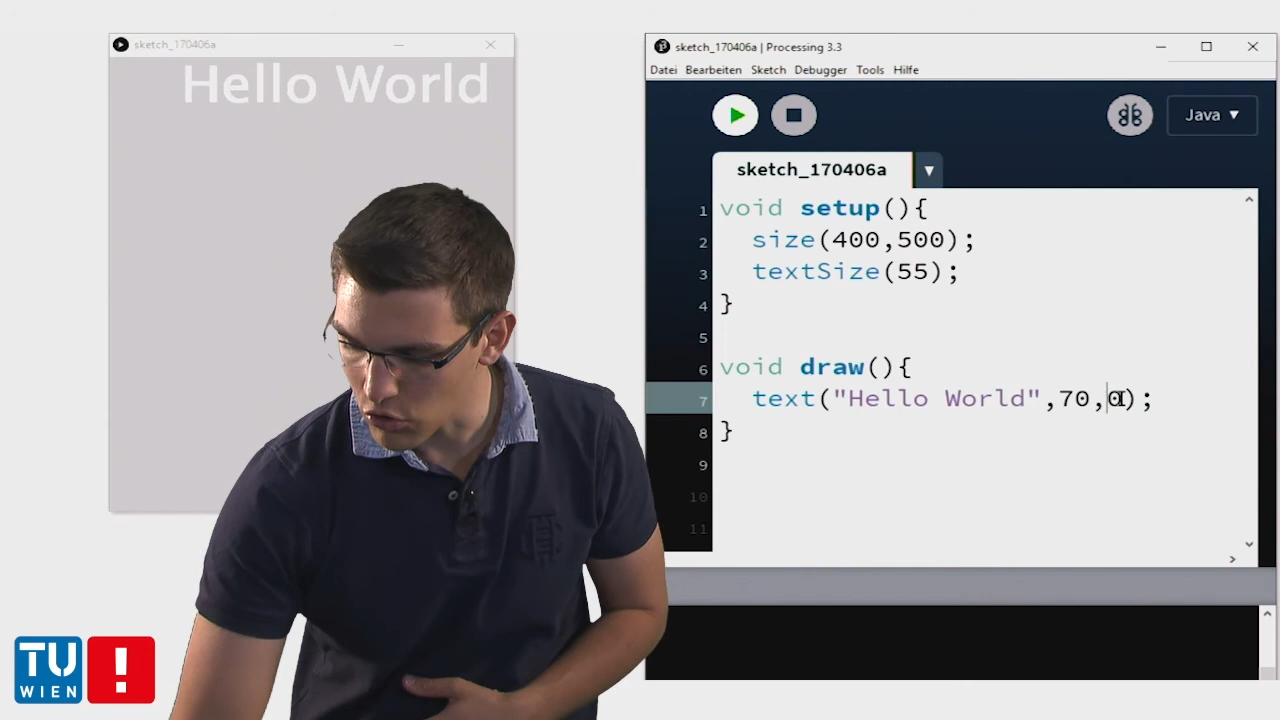 sketch_170406a
Hello World
sketch_170406a | Processing 3.3
Datei Bearbeiten Sketch Debugger Tools Hilfe
Java ▼
sketch_170406a ▼
1 void setup(){
2 size(400,500);
3 textSize(55);
4 }
5
6 void draw(){
7 text("Hello World",70,0);
8 }
9
10
11
TU
WIEN
!